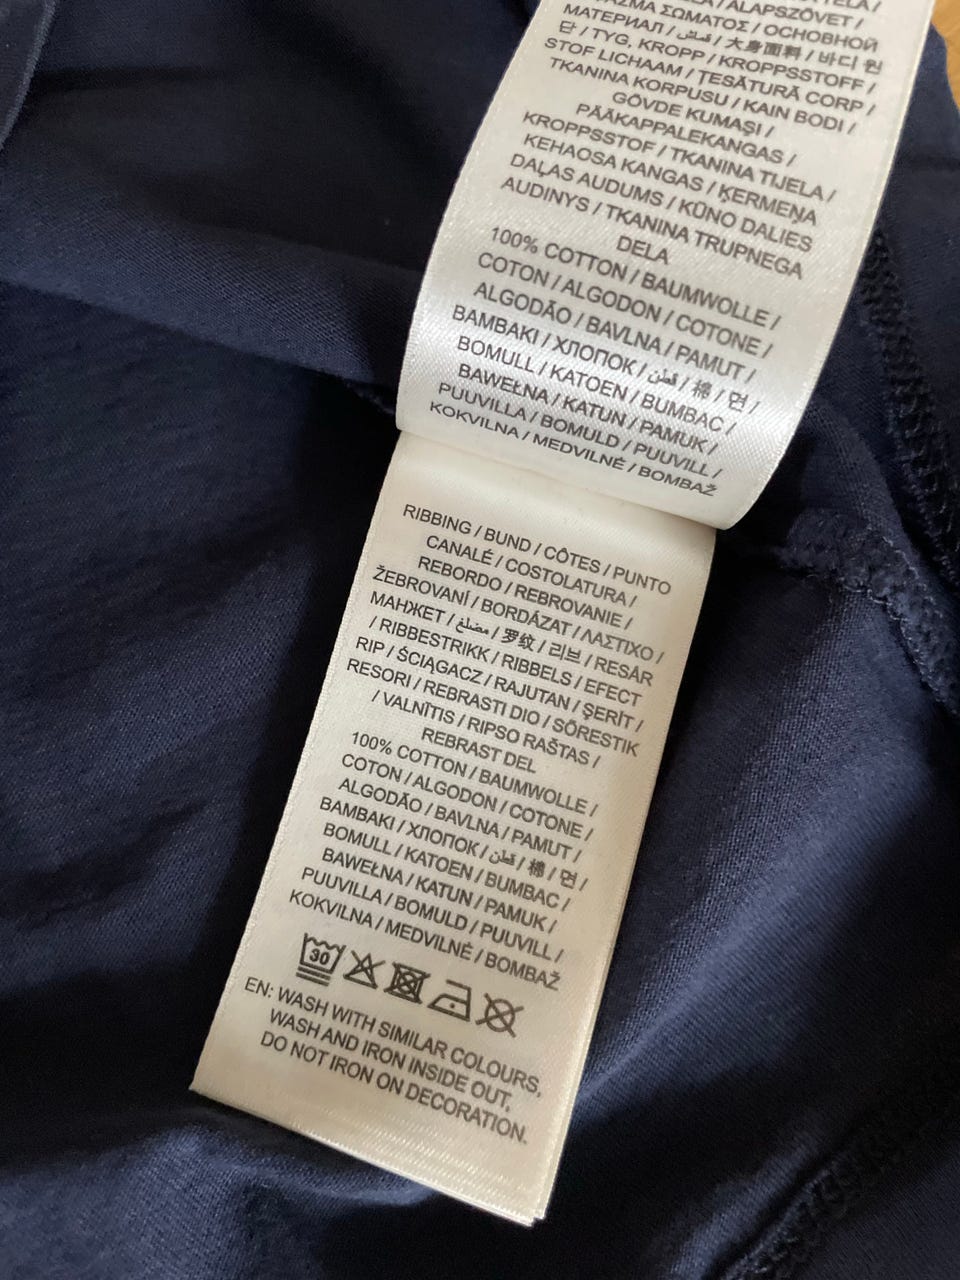 / ALAPSZÖVET /
ΣΩΜΑΤΟΣ / ОСНОВНОЙ
МАТЕРИАЛ / قماش / 大身面料 / 바디 원
단 / TYG, KROPP / KROPPSSTOFF /
STOF LICHAAM / ŢESĂTURĂ CORP /
TKANINA KORPUSU / KAIN BODI /
GÖVDE KUMAŞI /
PÄÄKAPPALEKANGAS /
KROPPSSTOF / TKANINA TIJELA /
KEHAOSA KANGAS / ĶERMEŅA
DAĻAS AUDUMS / KŪNO DALIES
AUDINYS / TKANINA TRUPNEGA
DELA
100% COTTON / BAUMWOLLE /
COTON / ALGODON / COTONE /
ALGODÃO / BAVLNA / PAMUT /
BAMBAKI / ХЛОПОК / قطن / 棉 / 면 /
BOMULL / KATOEN / BUMBAC /
BAWEŁNA / KATUN / PAMUK /
PUUVILLA / BOMULD / PUUVILL /
KOKVILNA / MEDVILNĖ / BOMBAŽ
RIBBING / BUND / CÔTES / PUNTO
CANALÉ / COSTOLATURA /
REBORDO / REBROVANIE /
ŽEBROVANÍ / BORDÁZAT / ΛΑΣΤΙΧΟ /
МАНЖЕТ / مضلع / 罗纹 / 리브 / RESÅR
/ RIBBESTRIKK / RIBBELS / EFECT
RIP / ŚCIĄGACZ / RAJUTAN / ŞERİT /
RESORI / REBRASTI DIO / SÕRESTIK
/ VALNĪTIS / RIPSO RAŠTAS /
REBRAST DEL
100% COTTON / BAUMWOLLE /
COTON / ALGODON / COTONE /
ALGODÃO / BAVLNA / PAMUT /
BAMBAKI / ХЛОПОК / قطن / 棉 / 면 /
BOMULL / KATOEN / BUMBAC /
BAWEŁNA / KATUN / PAMUK /
PUUVILLA / BOMULD / PUUVILL /
KOKVILNA / MEDVILNĖ / BOMBAŽ
30
EN: WASH WITH SIMILAR COLOURS,
WASH AND IRON INSIDE OUT,
DO NOT IRON ON DECORATION.